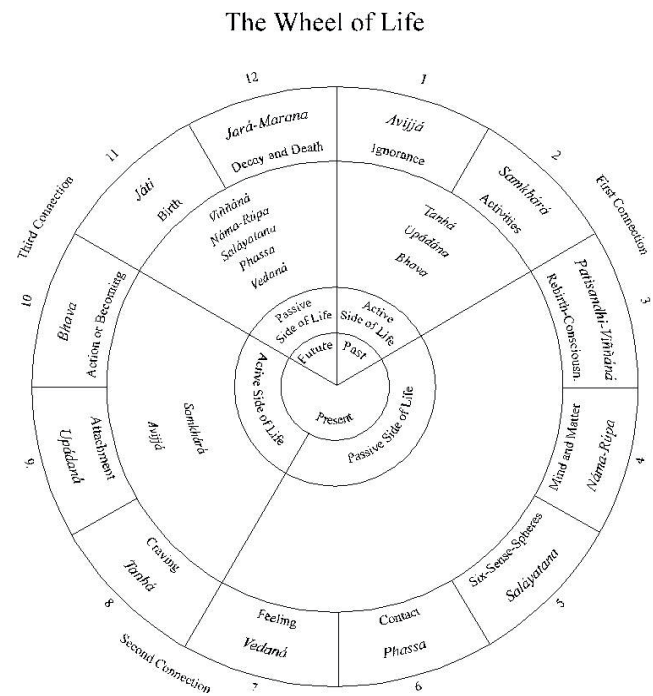 The Wheel of Life
1
Avijjá
Ignorance
2
Samkhárá
Activities
First Connection
3
Patisandhi-Viññáná
Rebirth-Consciousn.
4
Náma-Rúpa
Mind and Matter
5
Saláyatana
Six-Sense-Spheres
6
Contact
Phassa
7
Feeling
Vedaná
Second Connection
8
Craving
Tanhá
9
Attachment
Upádaná
10
Bhava
Action or Becoming
Third Connection
11
Játi
Birth
12
Jará-Marana
Decay and Death
Viññáná
Náma-Rúpa
Saláyatana
Phassa
Vedaná
Tanhá
Upádána
Bhava
Samkhárá
Avijjá
Passive
Side of Life
Active
Side of Life
Active Side of Life
Passive Side of Life
Future
Past
Present